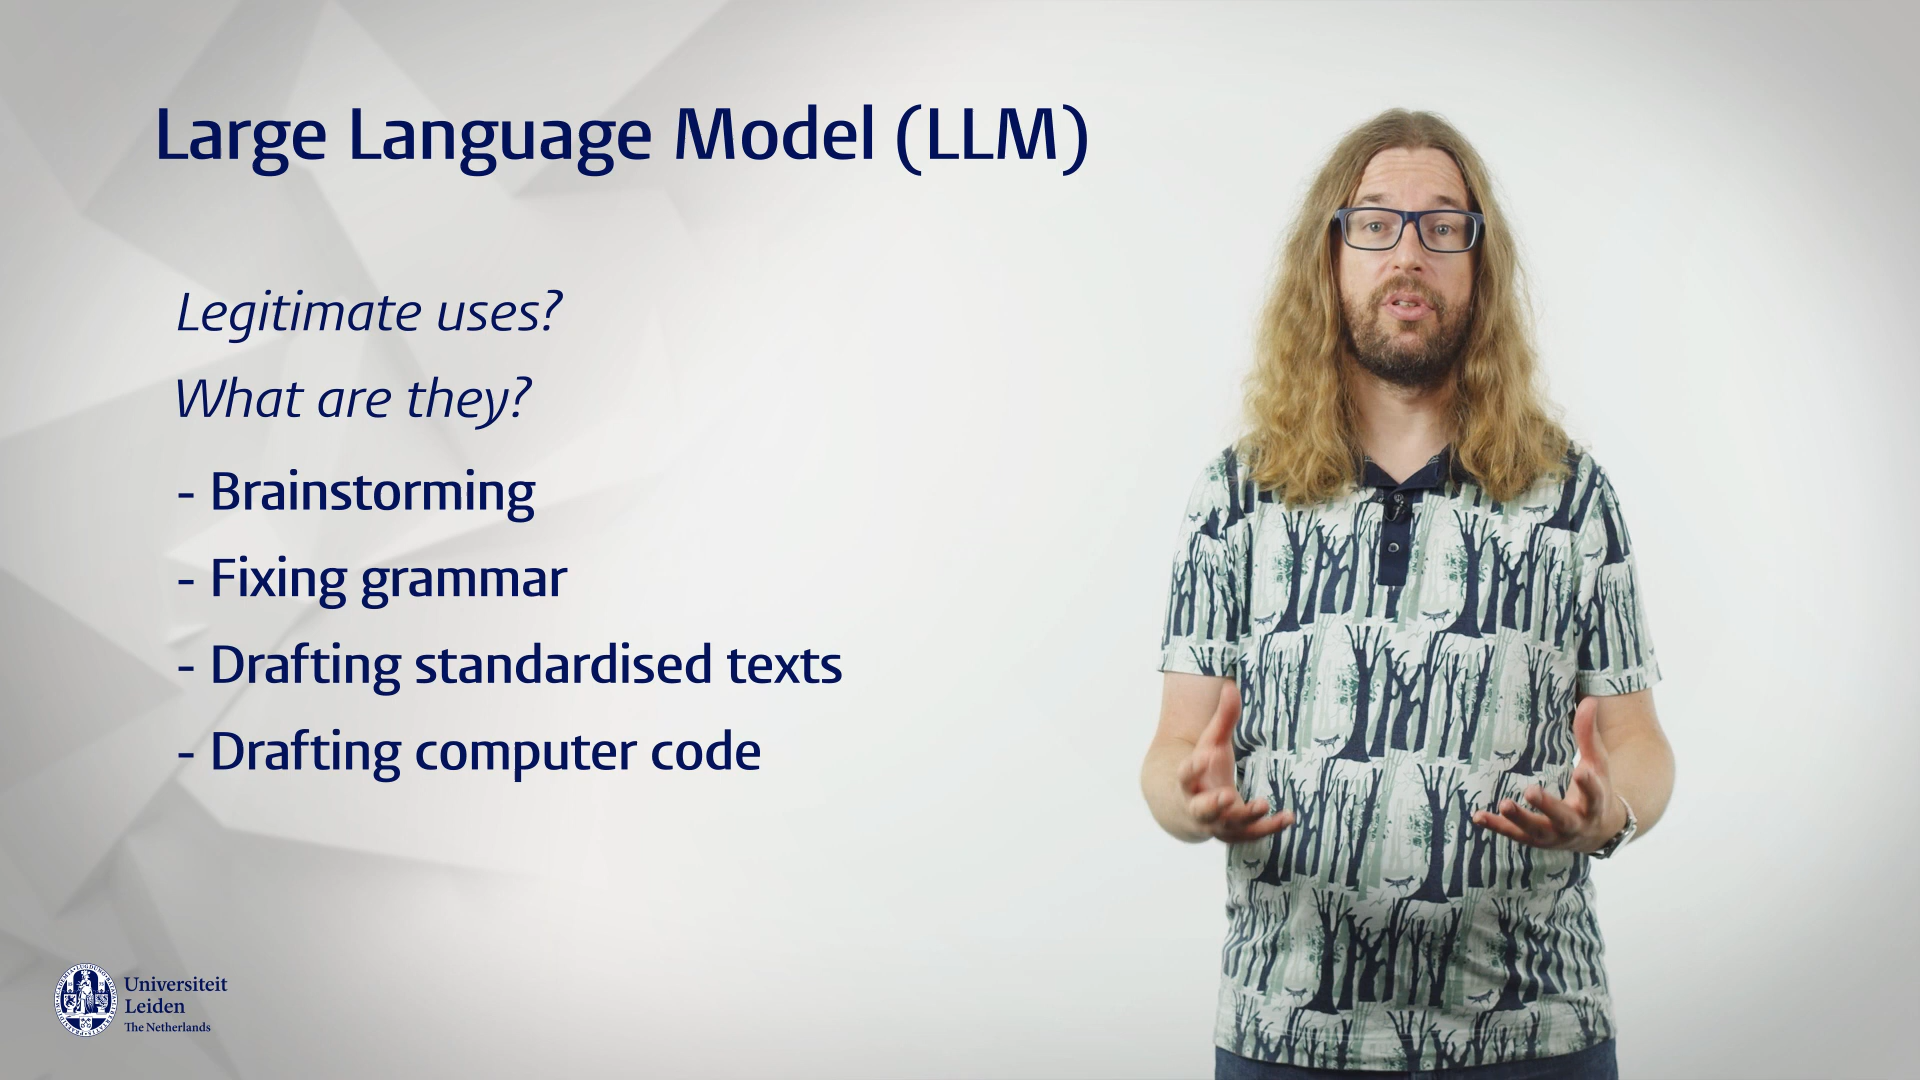 Large Language Model (LLM)
Legitimate uses?
What are they?
- Brainstorming
- Fixing grammar
- Drafting standardised texts
- Drafting computer code
Universiteit
Leiden
The Netherlands